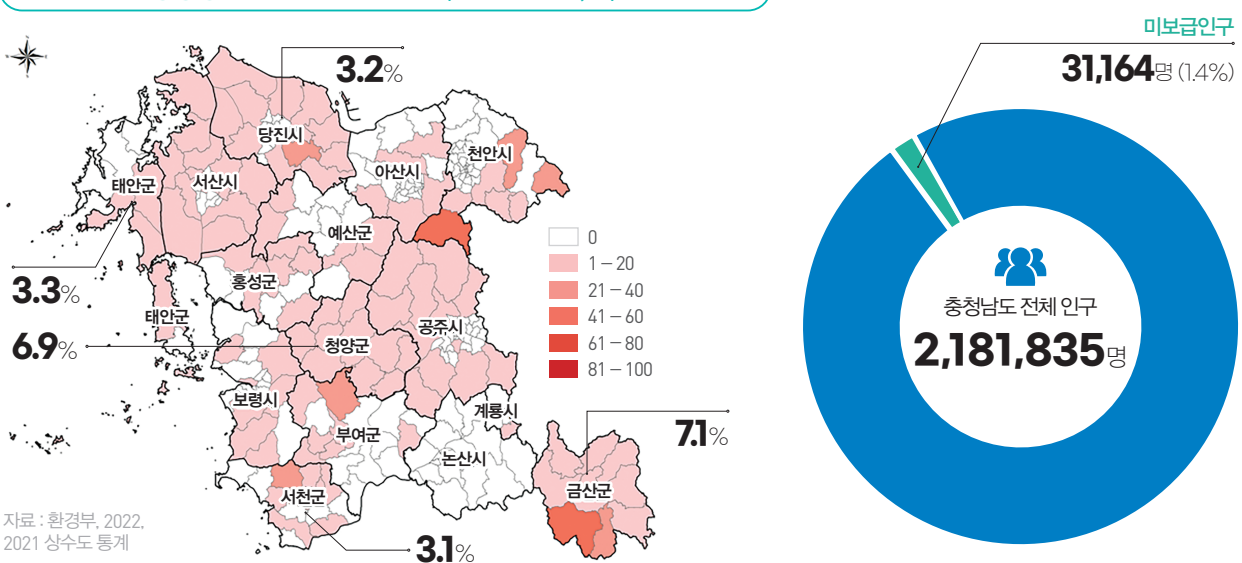 미보급인구
31,164명 (1.4%)
3.2%
당진시
천안시
아산시
태안군
서산시
예산군
0
1 – 20
21 – 40
41 – 60
61 – 80
81 – 100
홍성군
3.3%
태안군
공주시
6.9%
청양군
보령시
계룡시
부여군
7.1%
논산시
금산군
서천군
3.1%
자료 : 환경부, 2022,
2021 상수도 통계
충청남도 전체 인구
2,181,835명